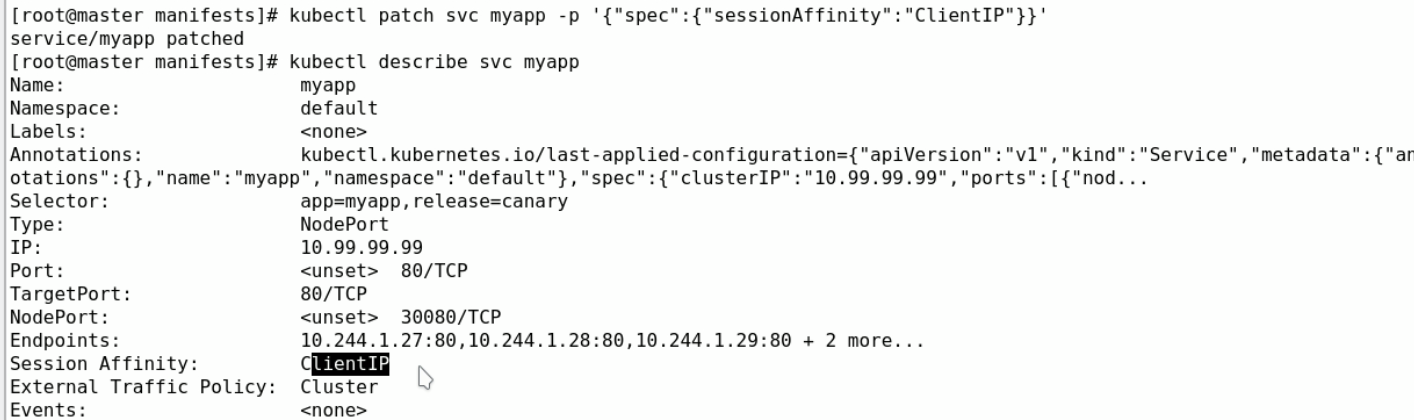 [root@master manifests]# kubectl patch svc myapp -p '{"spec":{"sessionAffinity":"ClientIP"}}'
service/myapp patched
[root@master manifests]# kubectl describe svc myapp
Name:                     myapp
Namespace:                default
Labels:                   <none>
Annotations:              kubectl.kubernetes.io/last-applied-configuration={"apiVersion":"v1","kind":"Service","metadata":{"an
otations":{},"name":"myapp","namespace":"default"},"spec":{"clusterIP":"10.99.99.99","ports":[{"nod...
Selector:                 app=myapp,release=canary
Type:                     NodePort
IP:                       10.99.99.99
Port:                     <unset>  80/TCP
TargetPort:               80/TCP
NodePort:                 <unset>  30080/TCP
Endpoints:                10.244.1.27:80,10.244.1.28:80,10.244.1.29:80 + 2 more...
Session Affinity:         ClientIP
External Traffic Policy:  Cluster
Events:                   <none>